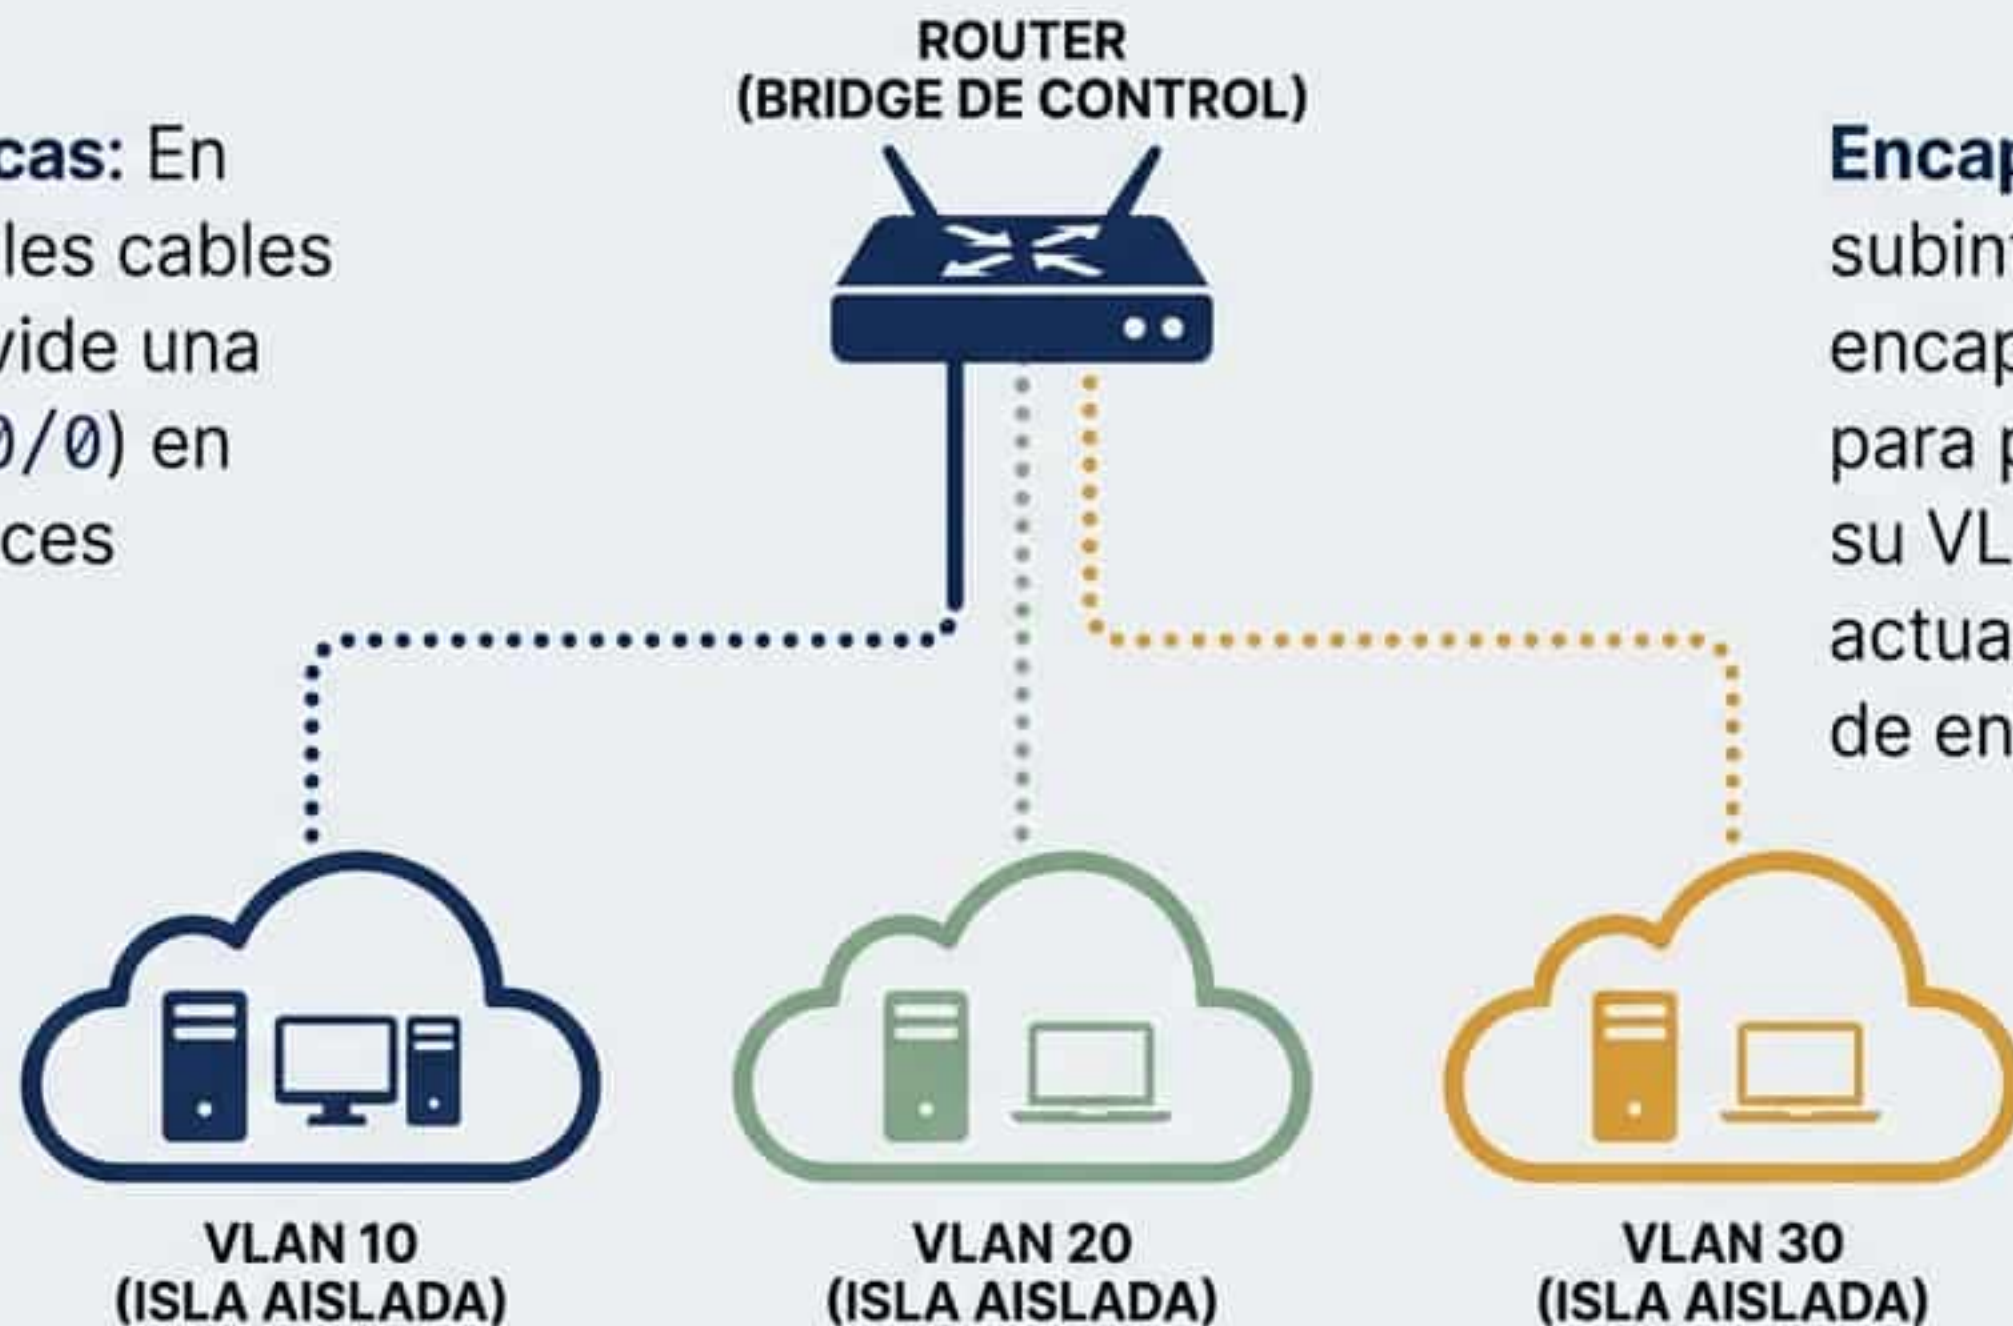 ROUTER
(BRIDGE DE CONTROL)
cas: En
les cables
vide una
0/0) en
ces
Encap
subin
encap
para p
su VL
actua
de en
VLAN 10
(ISLA AISLADA)
VLAN 20
(ISLA AISLADA)
VLAN 30
(ISLA AISLADA)